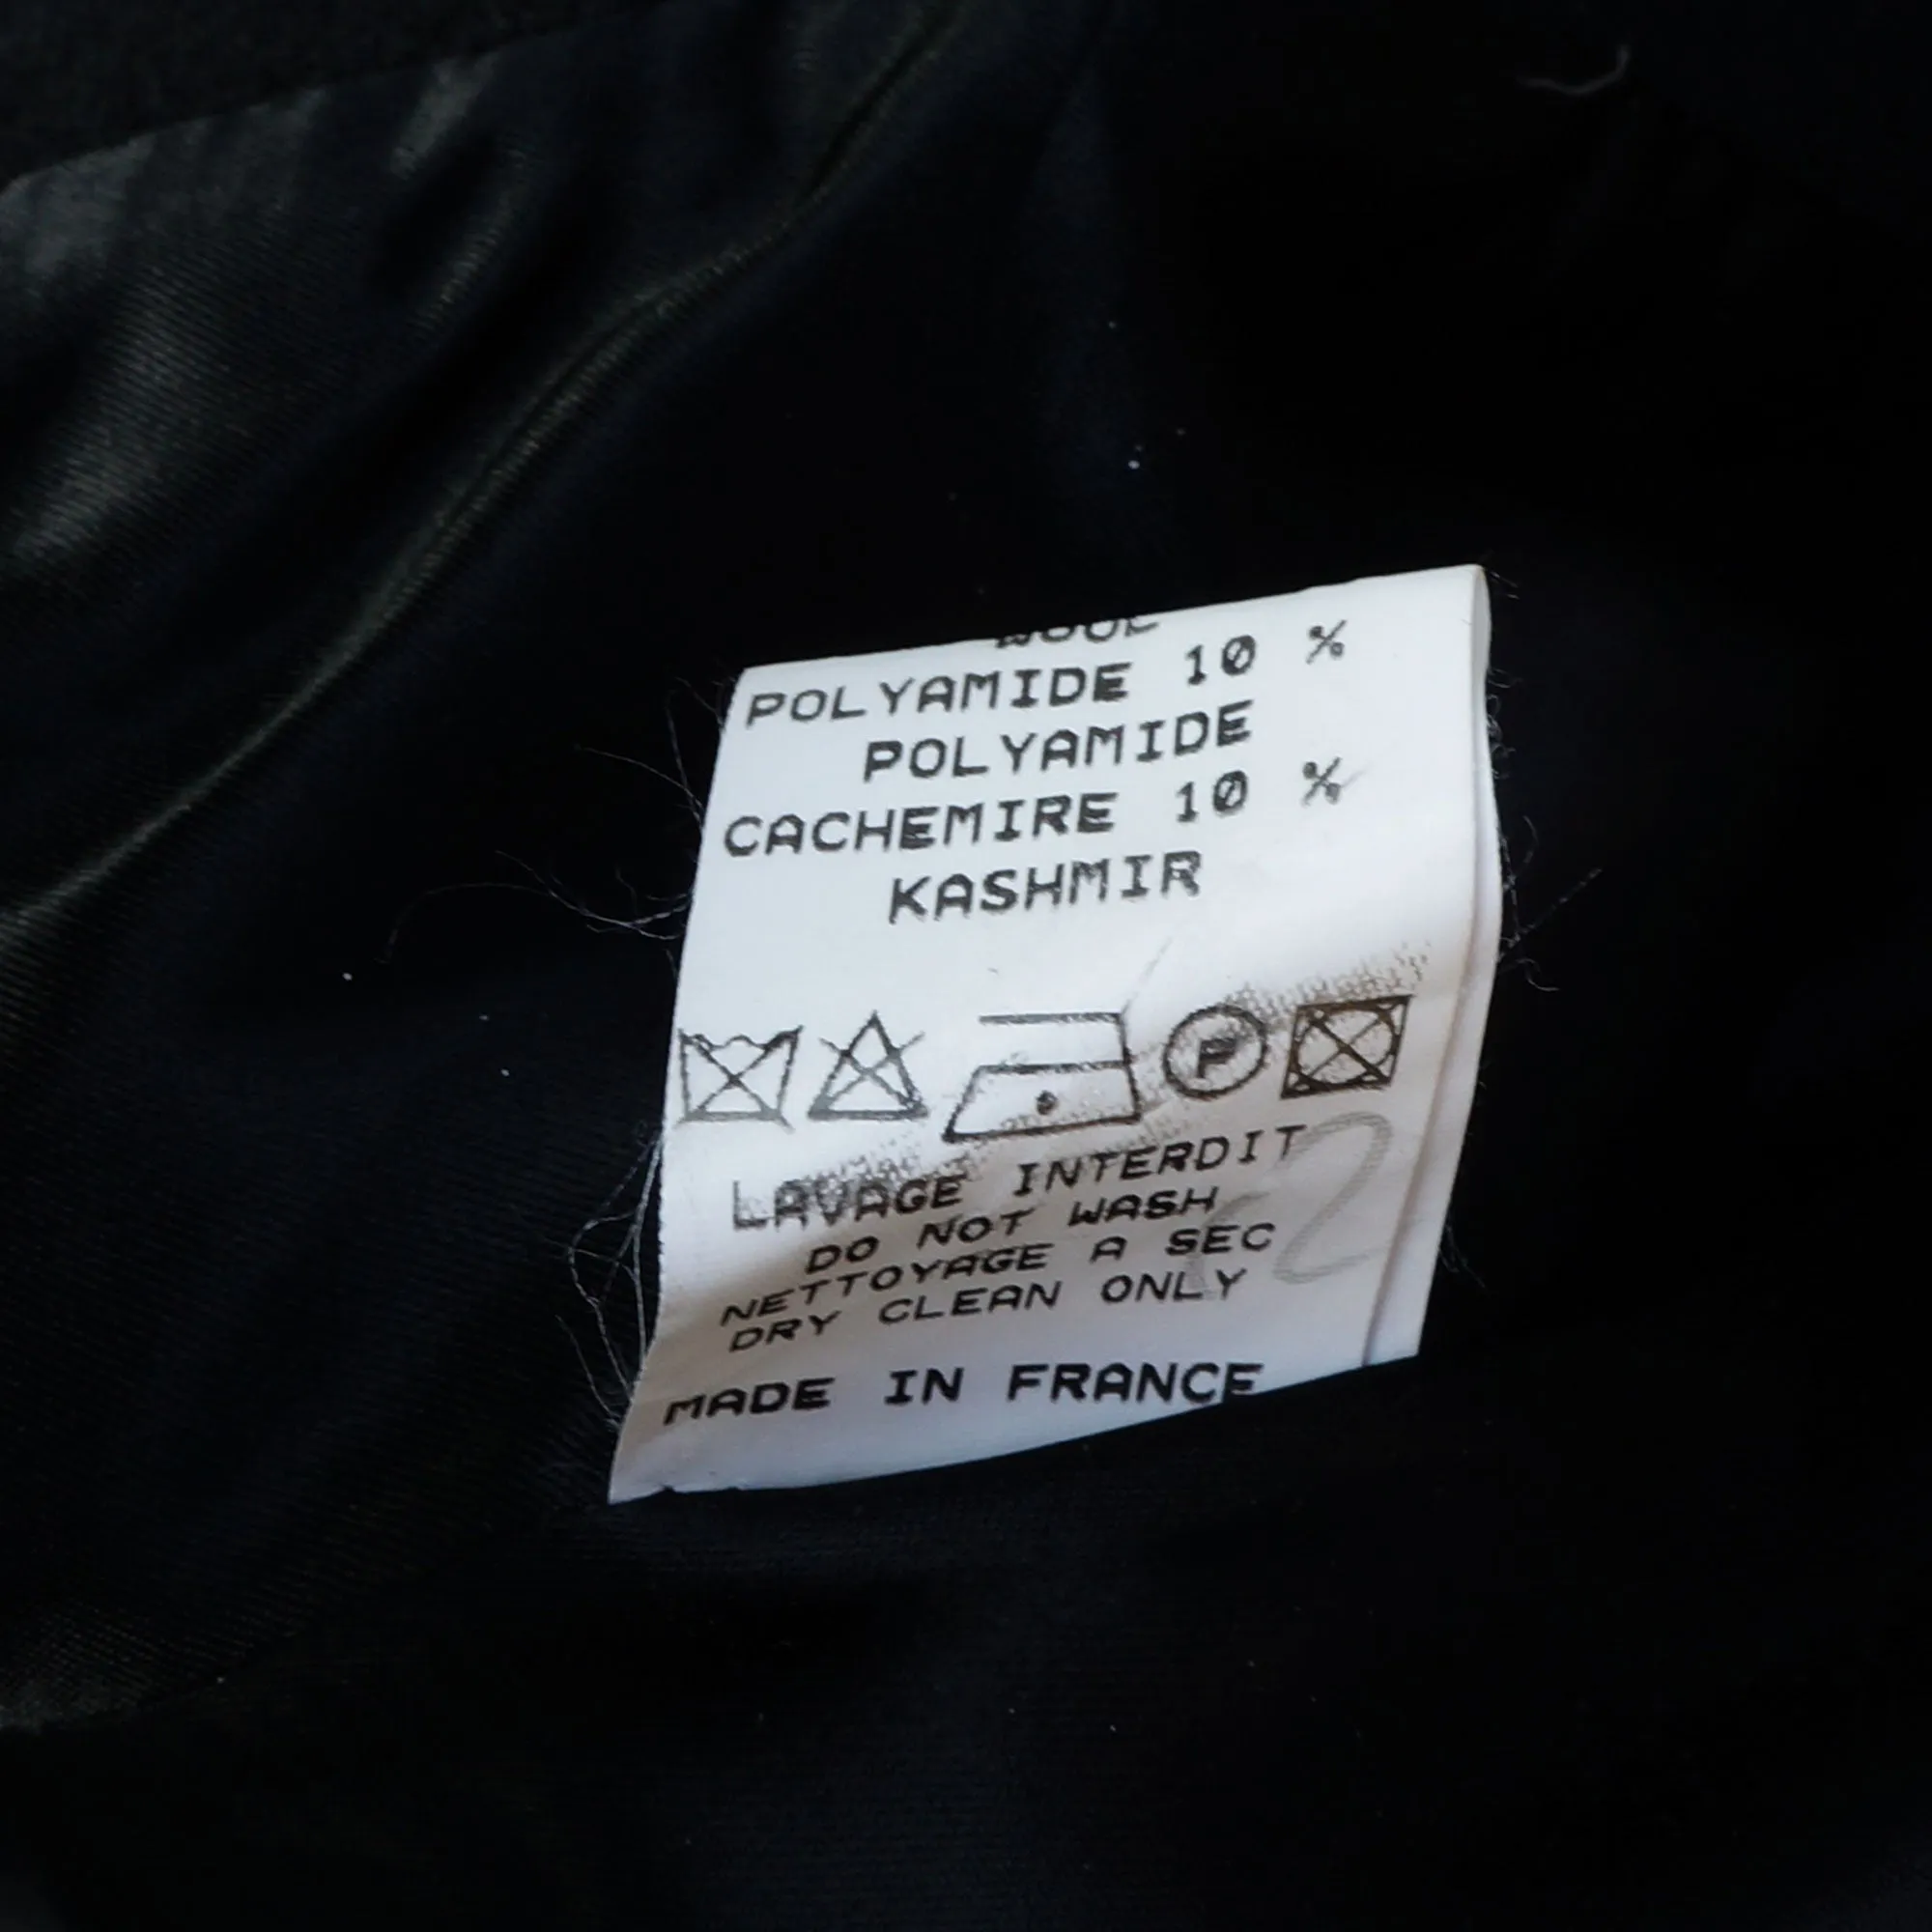 WOOL
POLYAMIDE 10 %
POLYAMIDE
CACHEMIRE 10 %
KASHMIR
P
LAVAGE INTERDIT
DO NOT WASH
NETTOYAGE A SEC
DRY CLEAN ONLY
MADE IN FRANCE